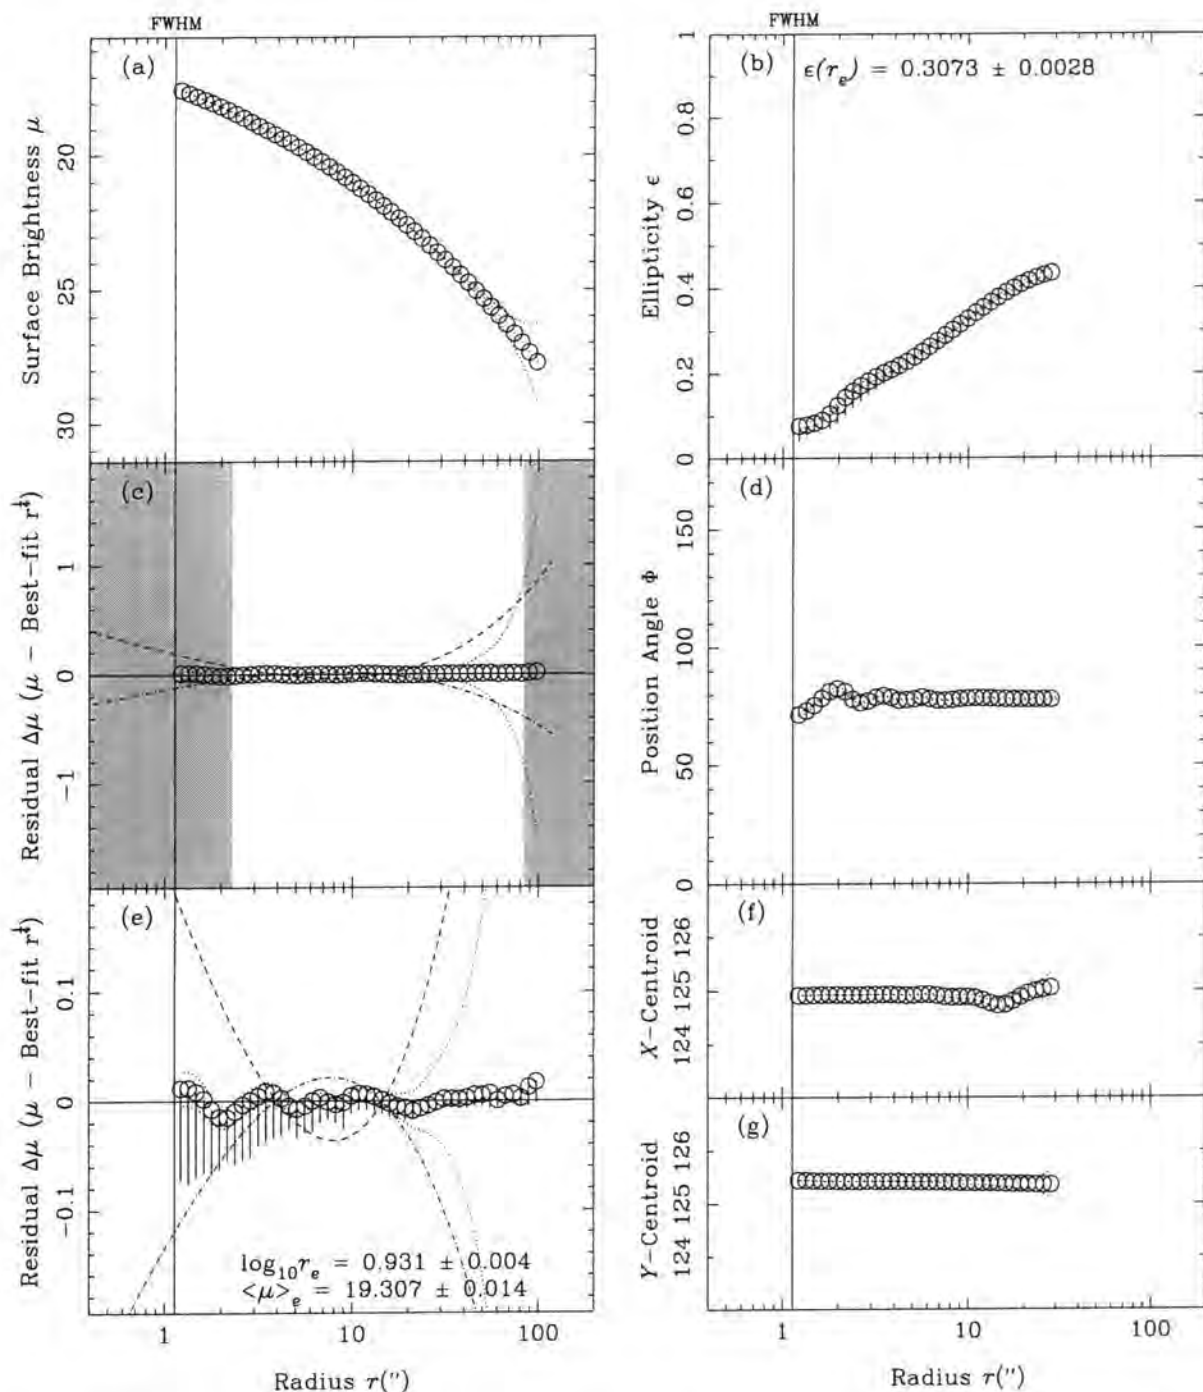 FWHM
(a)
Surface Brightness μ
20
25
30
FWHM
(b)
ϵ(rₑ) = 0.3073 ± 0.0028
Ellipticity ϵ
1
0.8
0.6
0.4
0.2
0
(c)
Residual Δμ (μ − Best−fit r¼)
1
0
−1
(d)
Position Angle Φ
150
100
50
0
(e)
Residual Δμ (μ − Best−fit r¼)
0.1
0
−0.1
log₁₀rₑ = 0.931 ± 0.004
<μ>ₑ = 19.307 ± 0.014
1
10
100
Radius r(″)
(f)
X−Centroid
126
125
124
(g)
Y−Centroid
126
125
124
1
10
100
Radius r(″)